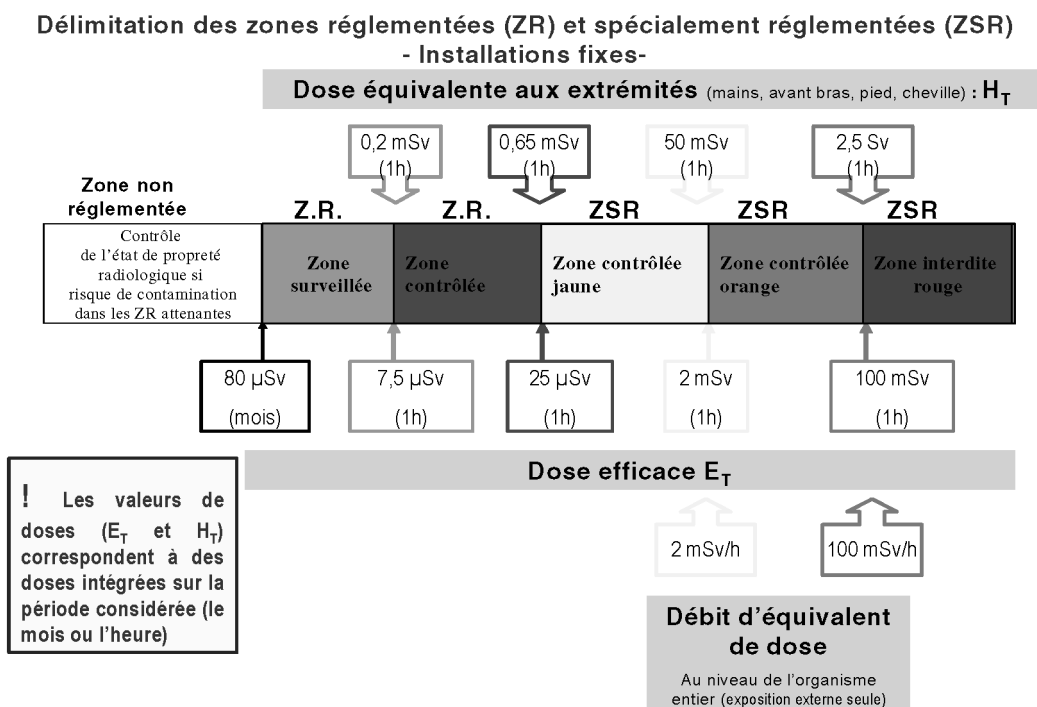 Délimitation des zones réglementées (ZR) et spécialement réglementées (ZSR)
- Installations fixes-
Dose équivalente aux extrémités (mains, avant bras, pied, cheville) : H_T
0,2 mSv
(1h)
0,65 mSv
(1h)
50 mSv
(1h)
2,5 Sv
(1h)
Zone non
réglementée
Z.R.
Z.R.
ZSR
ZSR
ZSR
Contrôle
de l'état de propreté
radiologique si
risque de contamination
dans les ZR attenantes
Zone
surveillée
Zone
contrôlée
Zone contrôlée
jaune
Zone contrôlée
orange
Zone interdite
rouge
80 µSv
(mois)
7,5 µSv
(1h)
25 µSv
(1h)
2 mSv
(1h)
100 mSv
(1h)
Dose efficace E_T
! Les valeurs de
doses (E_T et H_T)
correspondent à des
doses intégrées sur la
période considérée (le
mois ou l'heure)
2 mSv/h
100 mSv/h
Débit d'équivalent
de dose
Au niveau de l'organisme
entier (exposition externe seule)